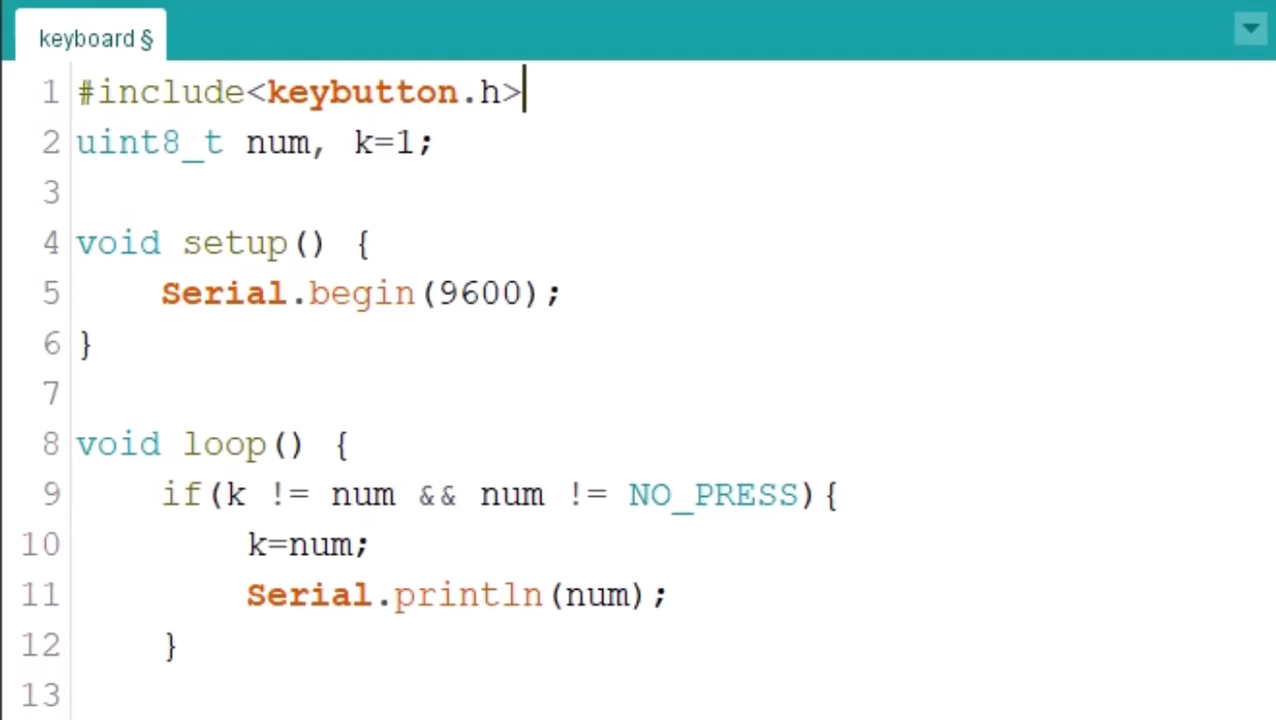 keyboard §
1 #include<keybutton.h>
2 uint8_t num, k=1;
3
4 void setup() {
5 Serial.begin(9600);
6 }
7
8 void loop() {
9 if(k != num && num != NO_PRESS){
10 k=num;
11 Serial.println(num);
12 }
13